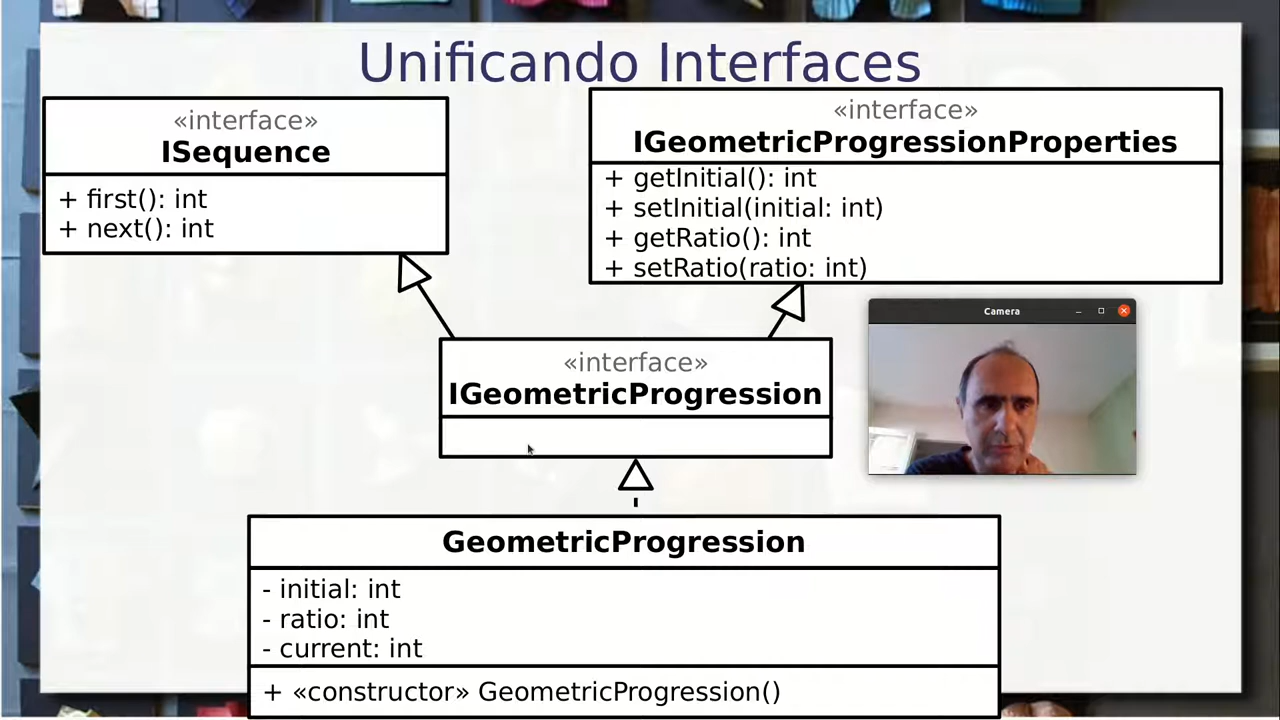 Unificando Interfaces
«interface»
ISequence
+ first(): int
+ next(): int
«interface»
IGeometricProgressionProperties
+ getInitial(): int
+ setInitial(initial: int)
+ getRatio(): int
+ setRatio(ratio: int)
Camera
«interface»
IGeometricProgression
GeometricProgression
- initial: int
- ratio: int
- current: int
+ «constructor» GeometricProgression()